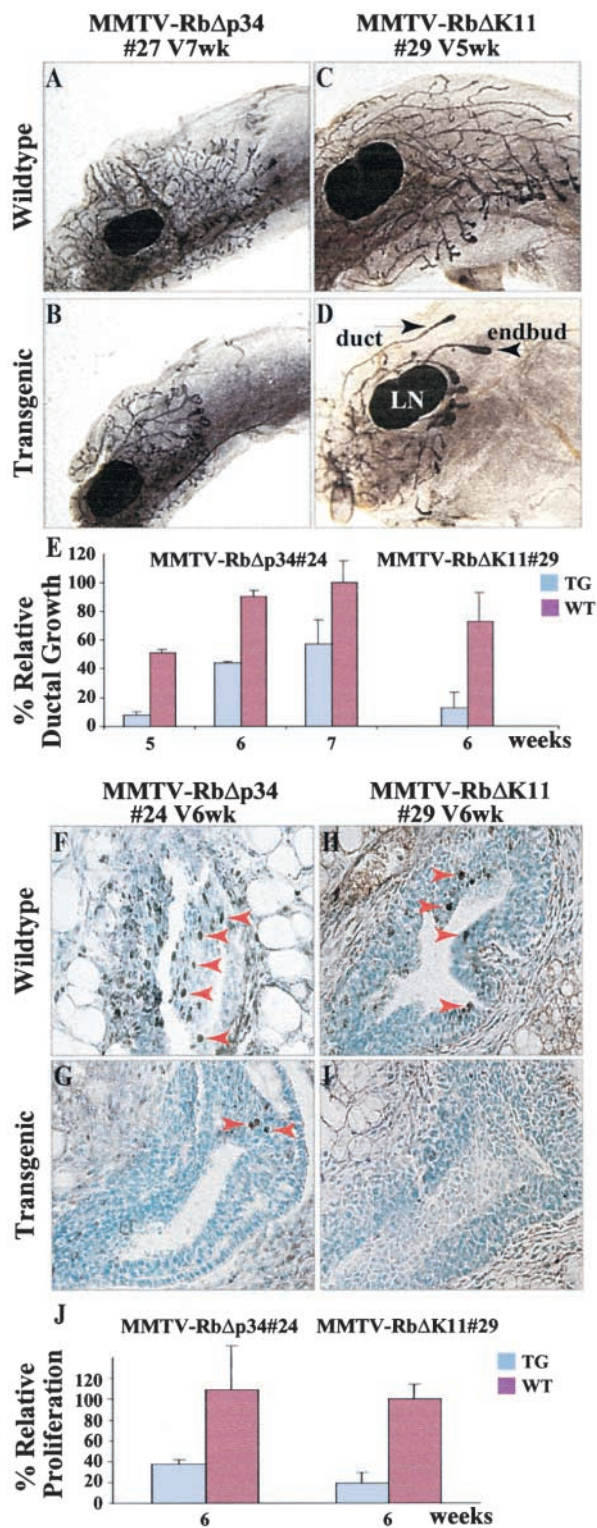 MMTV-RbΔp34
#27 V7wk
MMTV-RbΔK11
#29 V5wk
Wildtype
A
C
Transgenic
B
D
duct
endbud
LN
E
MMTV-RbΔp34#24
MMTV-RbΔK11#29
TG
WT
% Relative
Ductal Growth
120
100
80
60
40
20
0
5
6
7
6
weeks
MMTV-RbΔp34
#24 V6wk
MMTV-RbΔK11
#29 V6wk
Wildtype
F
H
Transgenic
G
I
J
MMTV-RbΔp34#24
MMTV-RbΔK11#29
TG
WT
% Relative
Proliferation
120
100
80
60
40
20
0
6
6
weeks